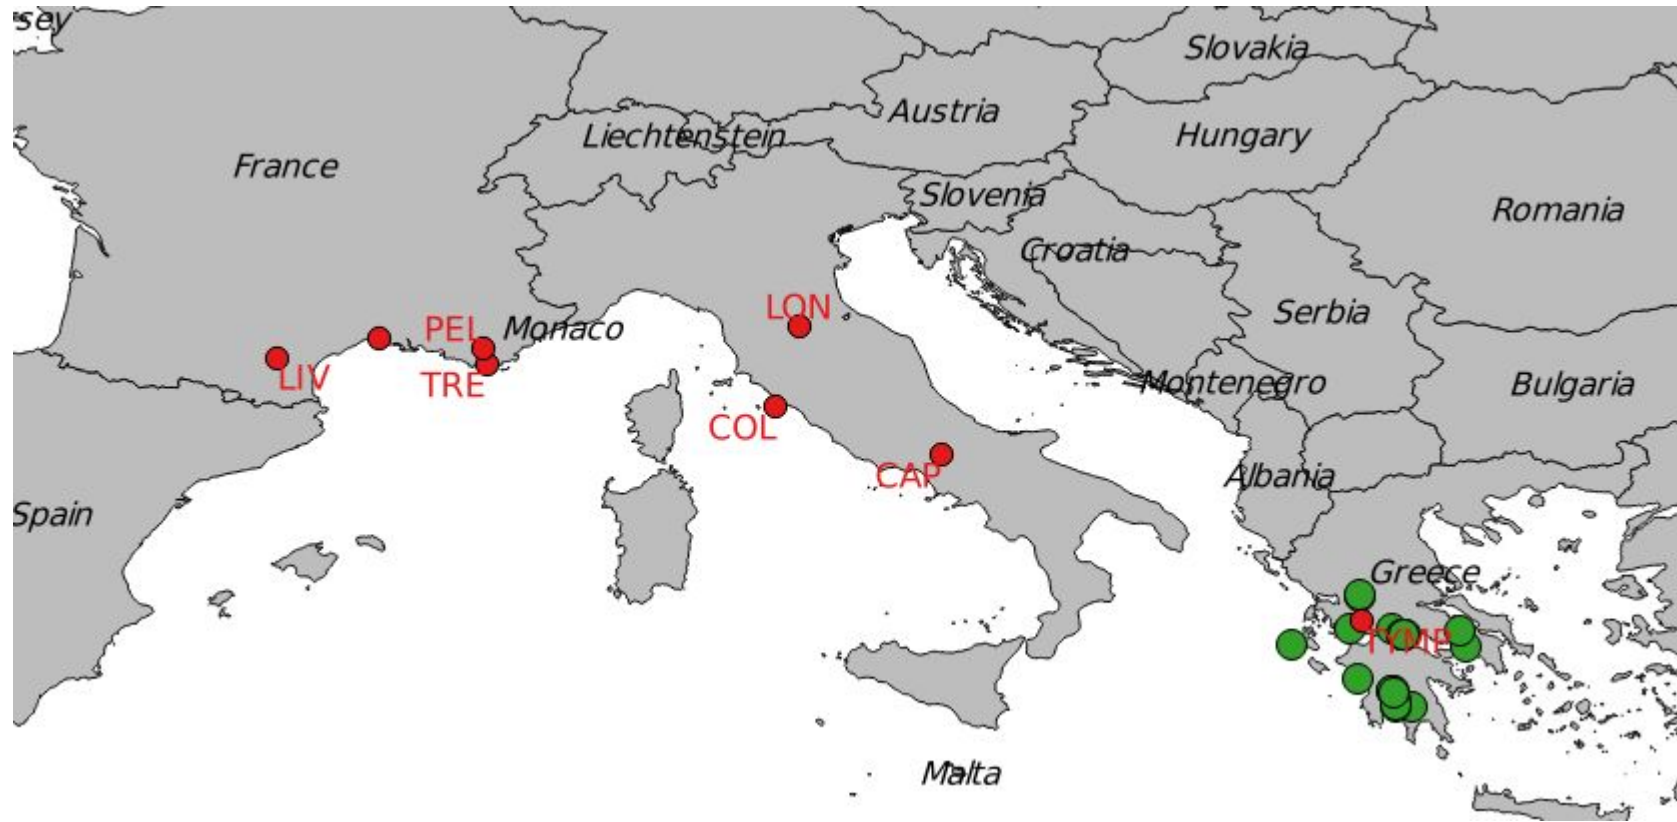 rsey
Slovakia
Austria
Liechtenstein
Hungary
France
Slovenia
Romania
Croatia
LON
Serbia
PEL
Monaco
LIV
TRE
Montenegro
Bulgaria
COL
CAP
Albania
Spain
Greece
TYMP
Malta